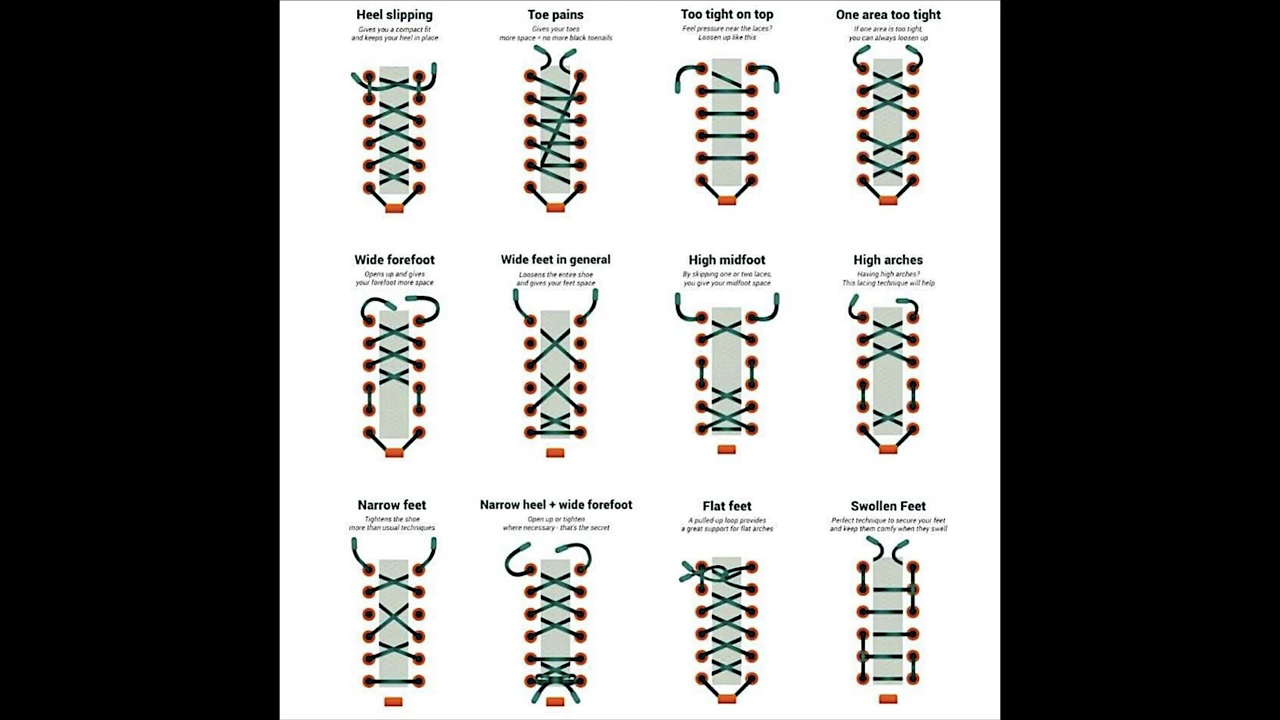 Heel slipping
Gives you a compact fit
and keeps your heel in place
Toe pains
Gives your toes
more space = no more black toenails
Too tight on top
Feel pressure near the laces?
Loosen up like this
One area too tight
If one area is too tight,
you can always loosen up
Wide forefoot
Opens up and gives
your forefoot more space
Wide feet in general
Loosens the entire shoe
and gives your feet space
High midfoot
By skipping one or two laces,
you give your midfoot space
High arches
Having high arches?
This lacing technique will help
Narrow feet
Tightens the shoe
more than usual techniques
Narrow heel + wide forefoot
Open up or tighten
where necessary - that's the secret
Flat feet
A pulled up loop provides
a great support for flat arches
Swollen Feet
Perfect technique to secure your feet
and keep them comfy when they swell